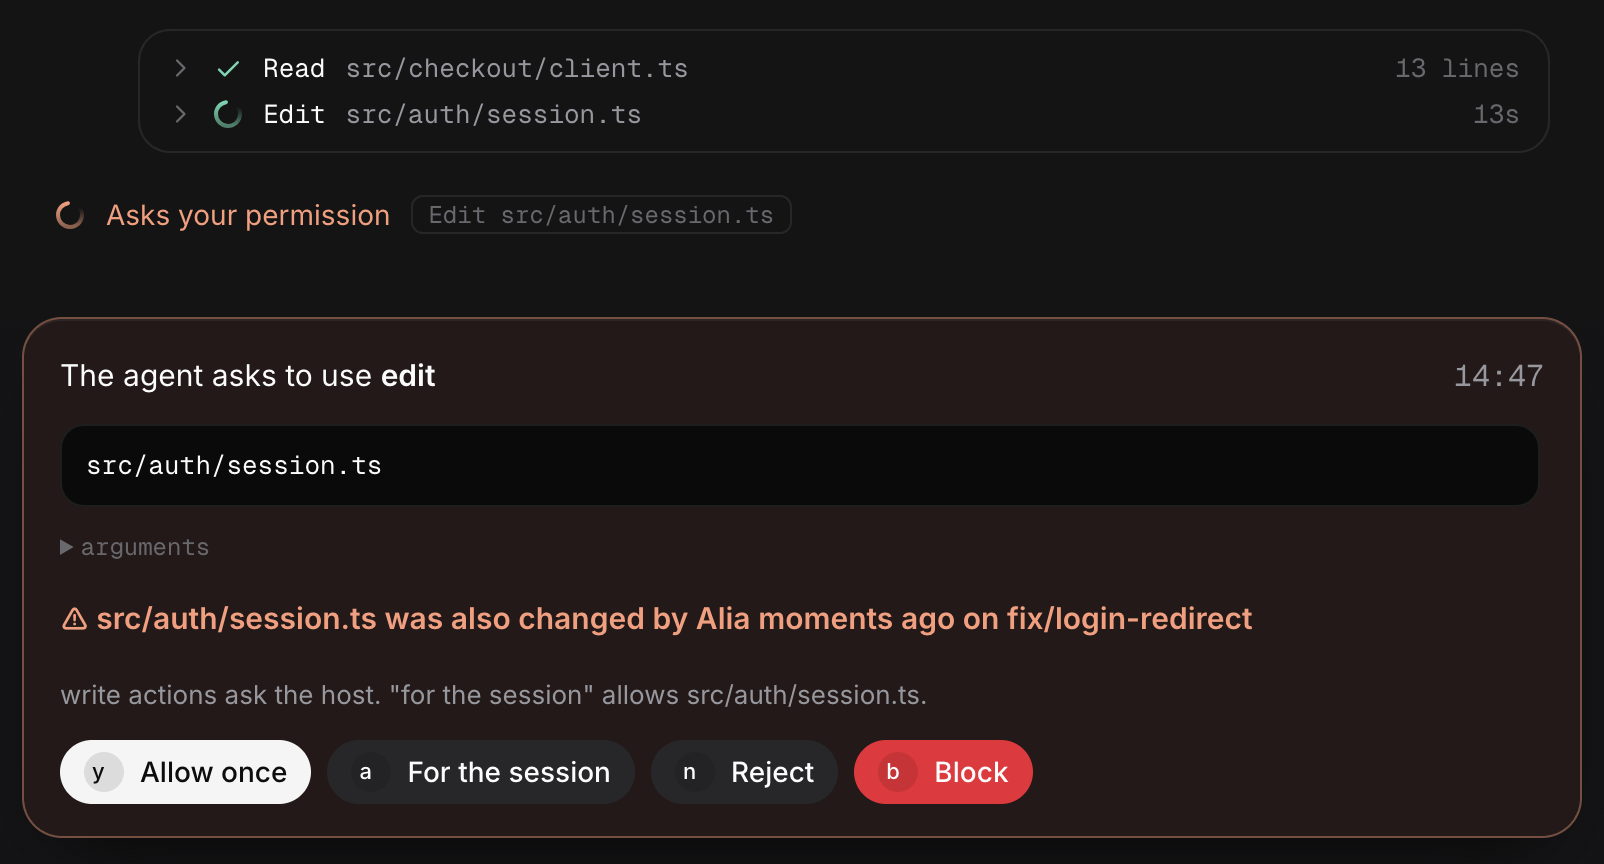 Read src/checkout/client.ts 13 lines
Edit src/auth/session.ts 13s
Asks your permission Edit src/auth/session.ts
The agent asks to use edit 14:47
src/auth/session.ts
arguments
src/auth/session.ts was also changed by Alia moments ago on fix/login-redirect
write actions ask the host. "for the session" allows src/auth/session.ts.
y Allow once a For the session n Reject b Block